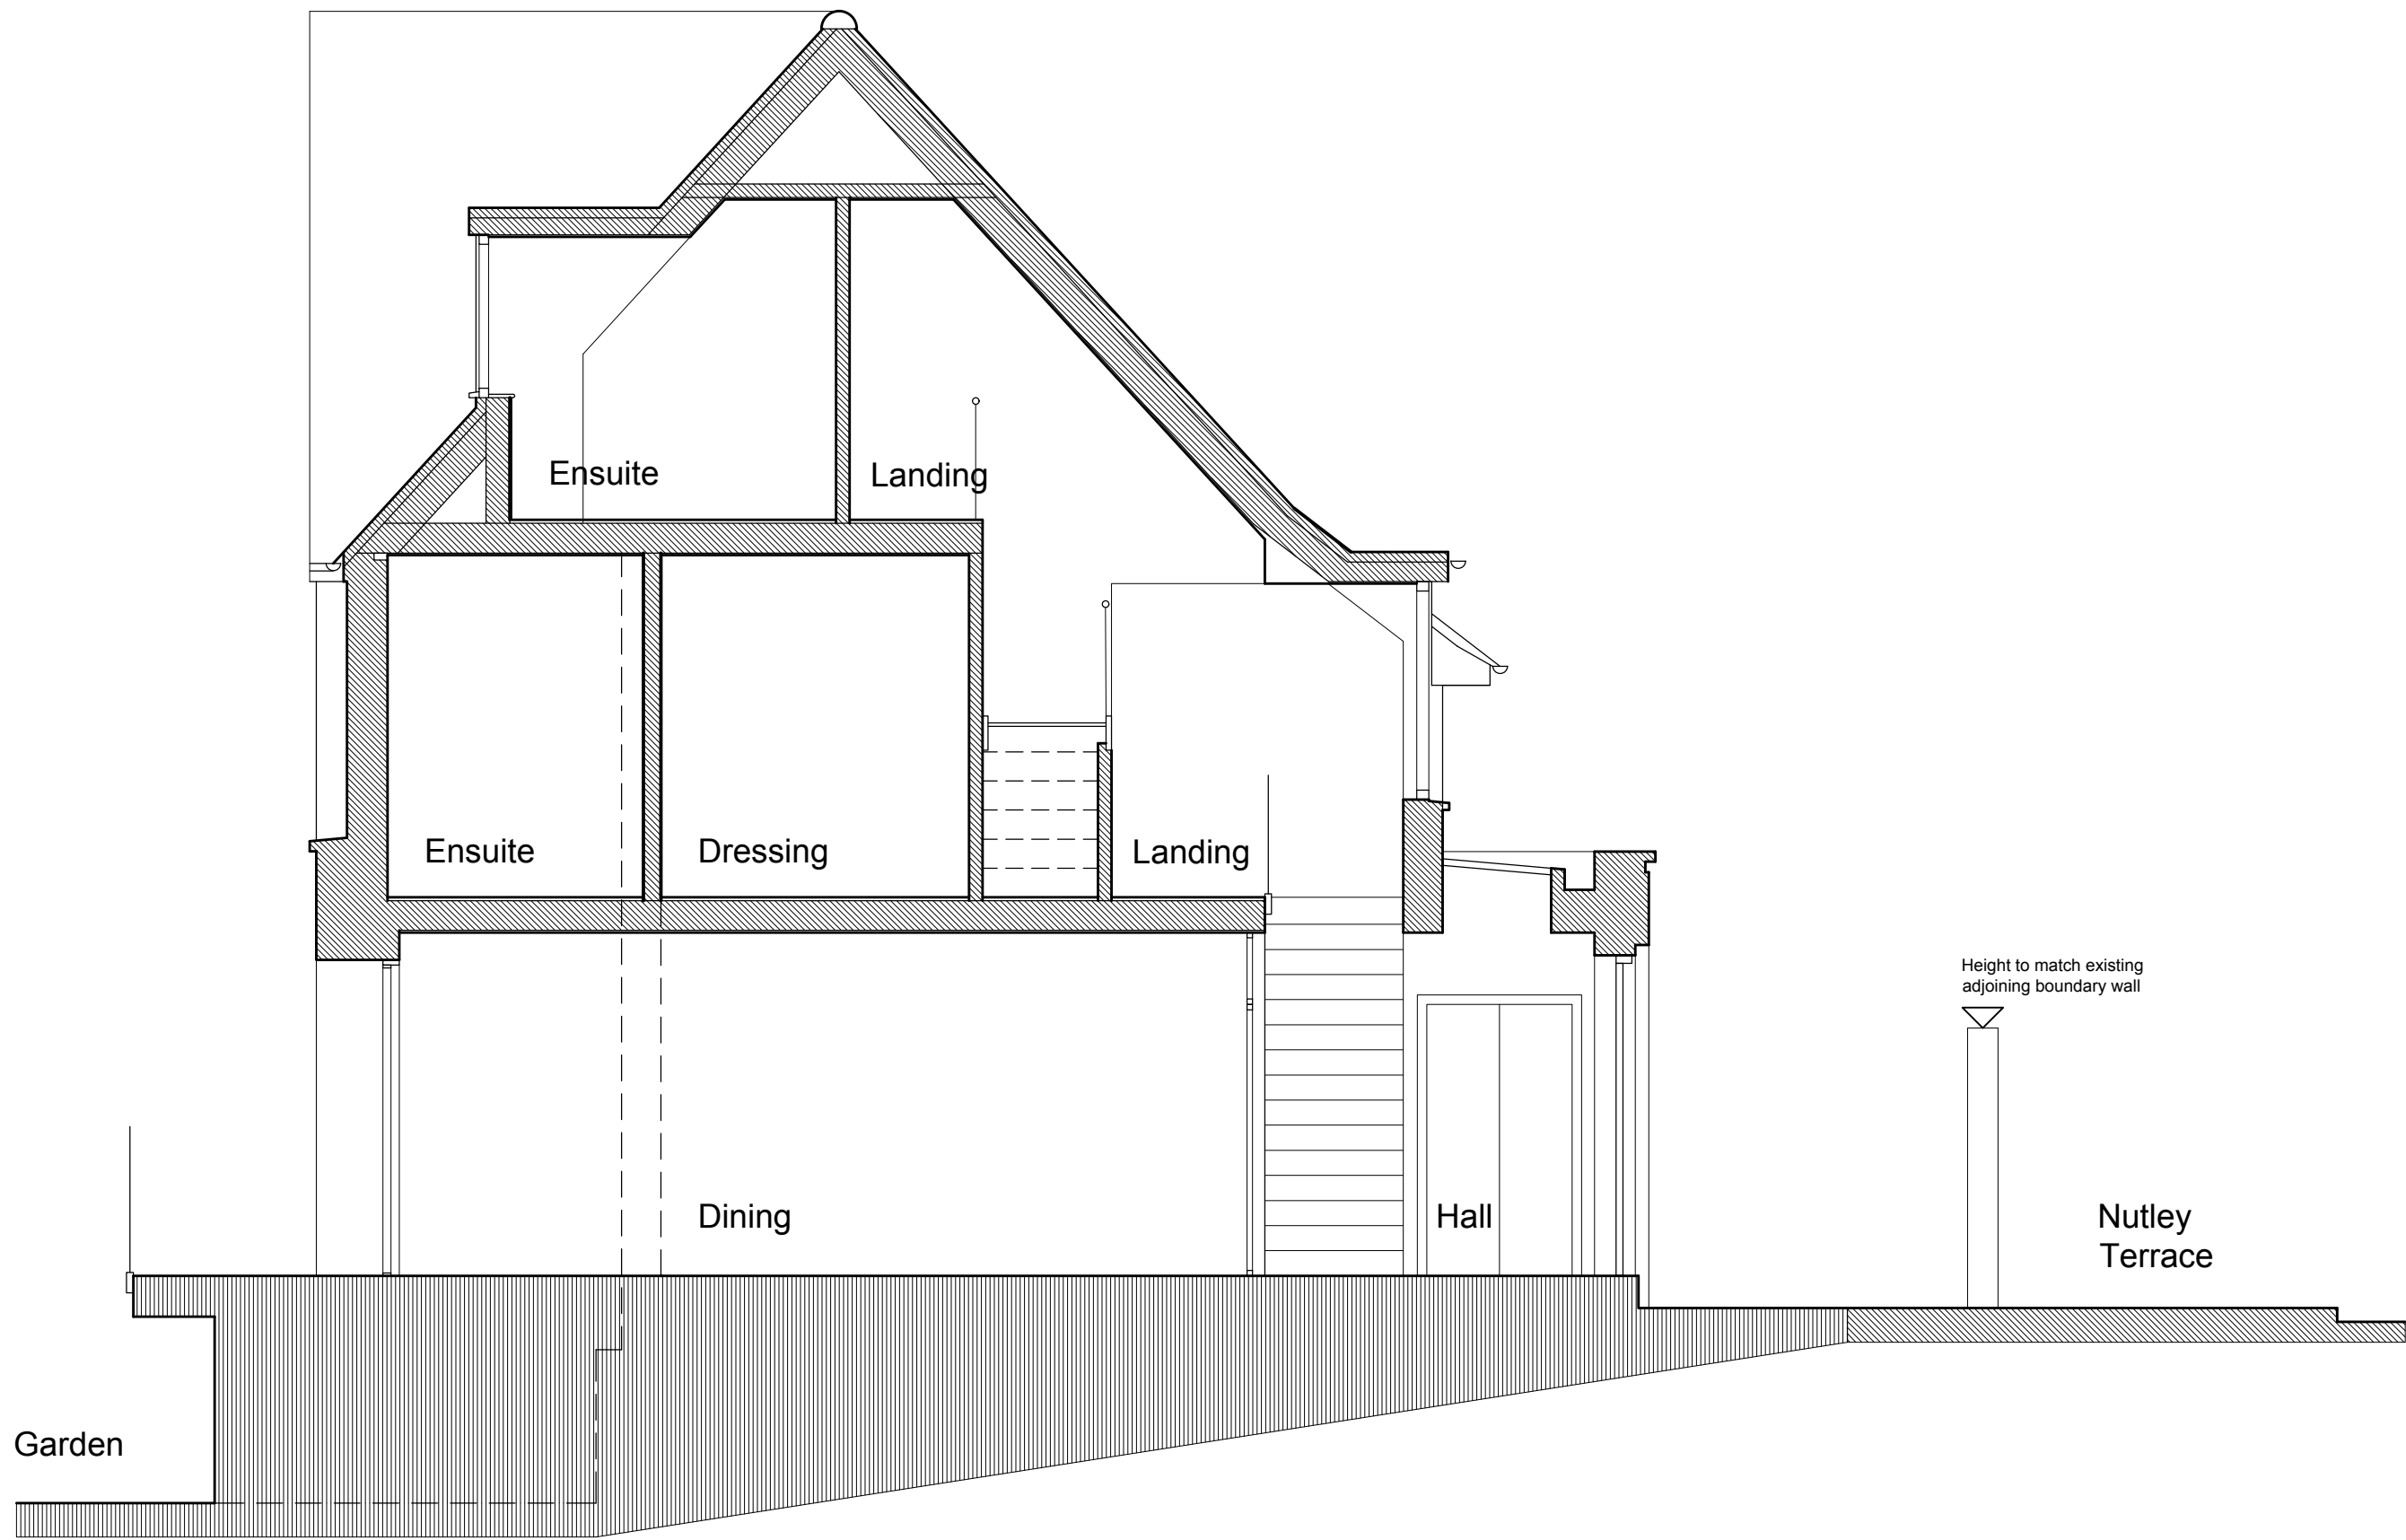 Ensuite
Landing
Ensuite
Dressing
Landing
Height to match existing
adjoining boundary wall
Dining
Hall
Nutley
Terrace
Garden